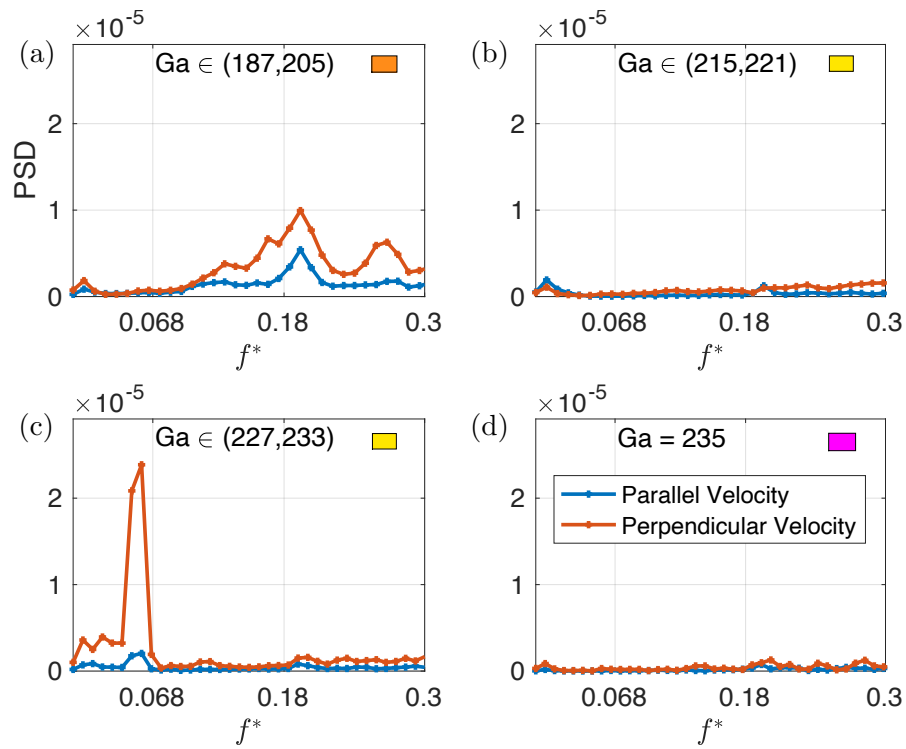 ×10-5
(a)
Ga ∈ (187,205)
2
1
0
PSD
0.068
0.18
0.3
f*
×10-5
(b)
Ga ∈ (215,221)
2
1
0
0.068
0.18
0.3
f*
×10-5
(c)
Ga ∈ (227,233)
2
1
0
0.068
0.18
0.3
f*
×10-5
(d)
Ga = 235
Parallel Velocity
Perpendicular Velocity
2
1
0
0.068
0.18
0.3
f*